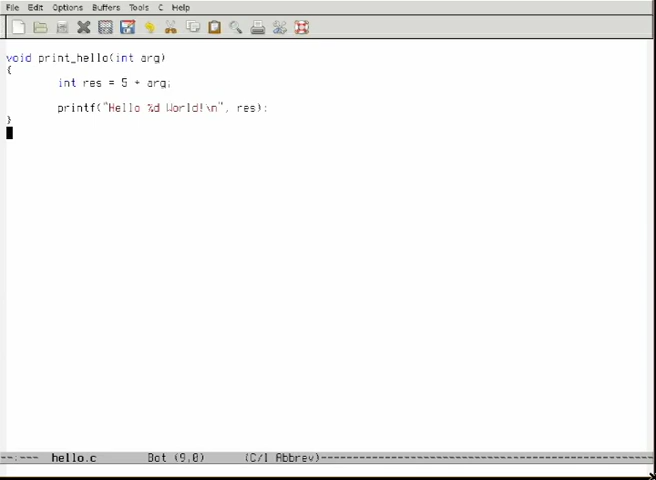 File Edit Options Buffers Tools C Help
void print_hello(int arg)
{
int res = 5 + arg;
printf("Hello %d World!\n", res);
}
--:--- hello.c Bot (9,0) (C/l Abbrev)